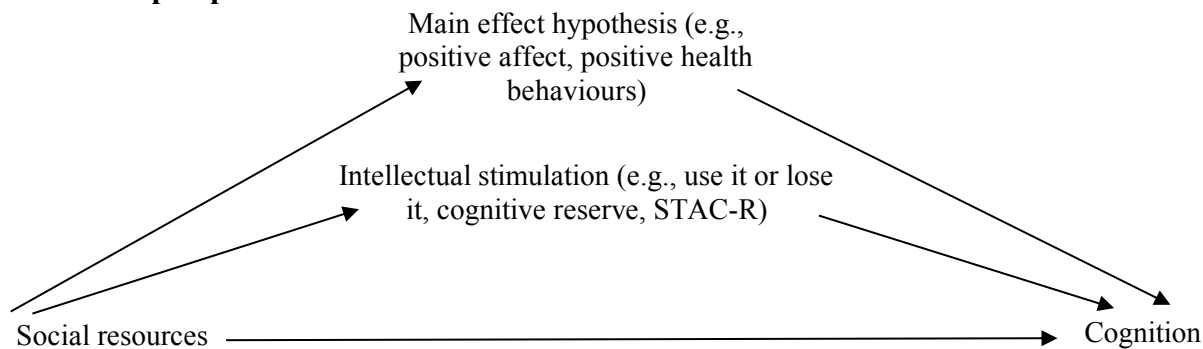 Main effect hypothesis (e.g.,
positive affect, positive health
behaviours)
Intellectual stimulation (e.g., use it or lose
it, cognitive reserve, STAC-R)
Social resources
Cognition